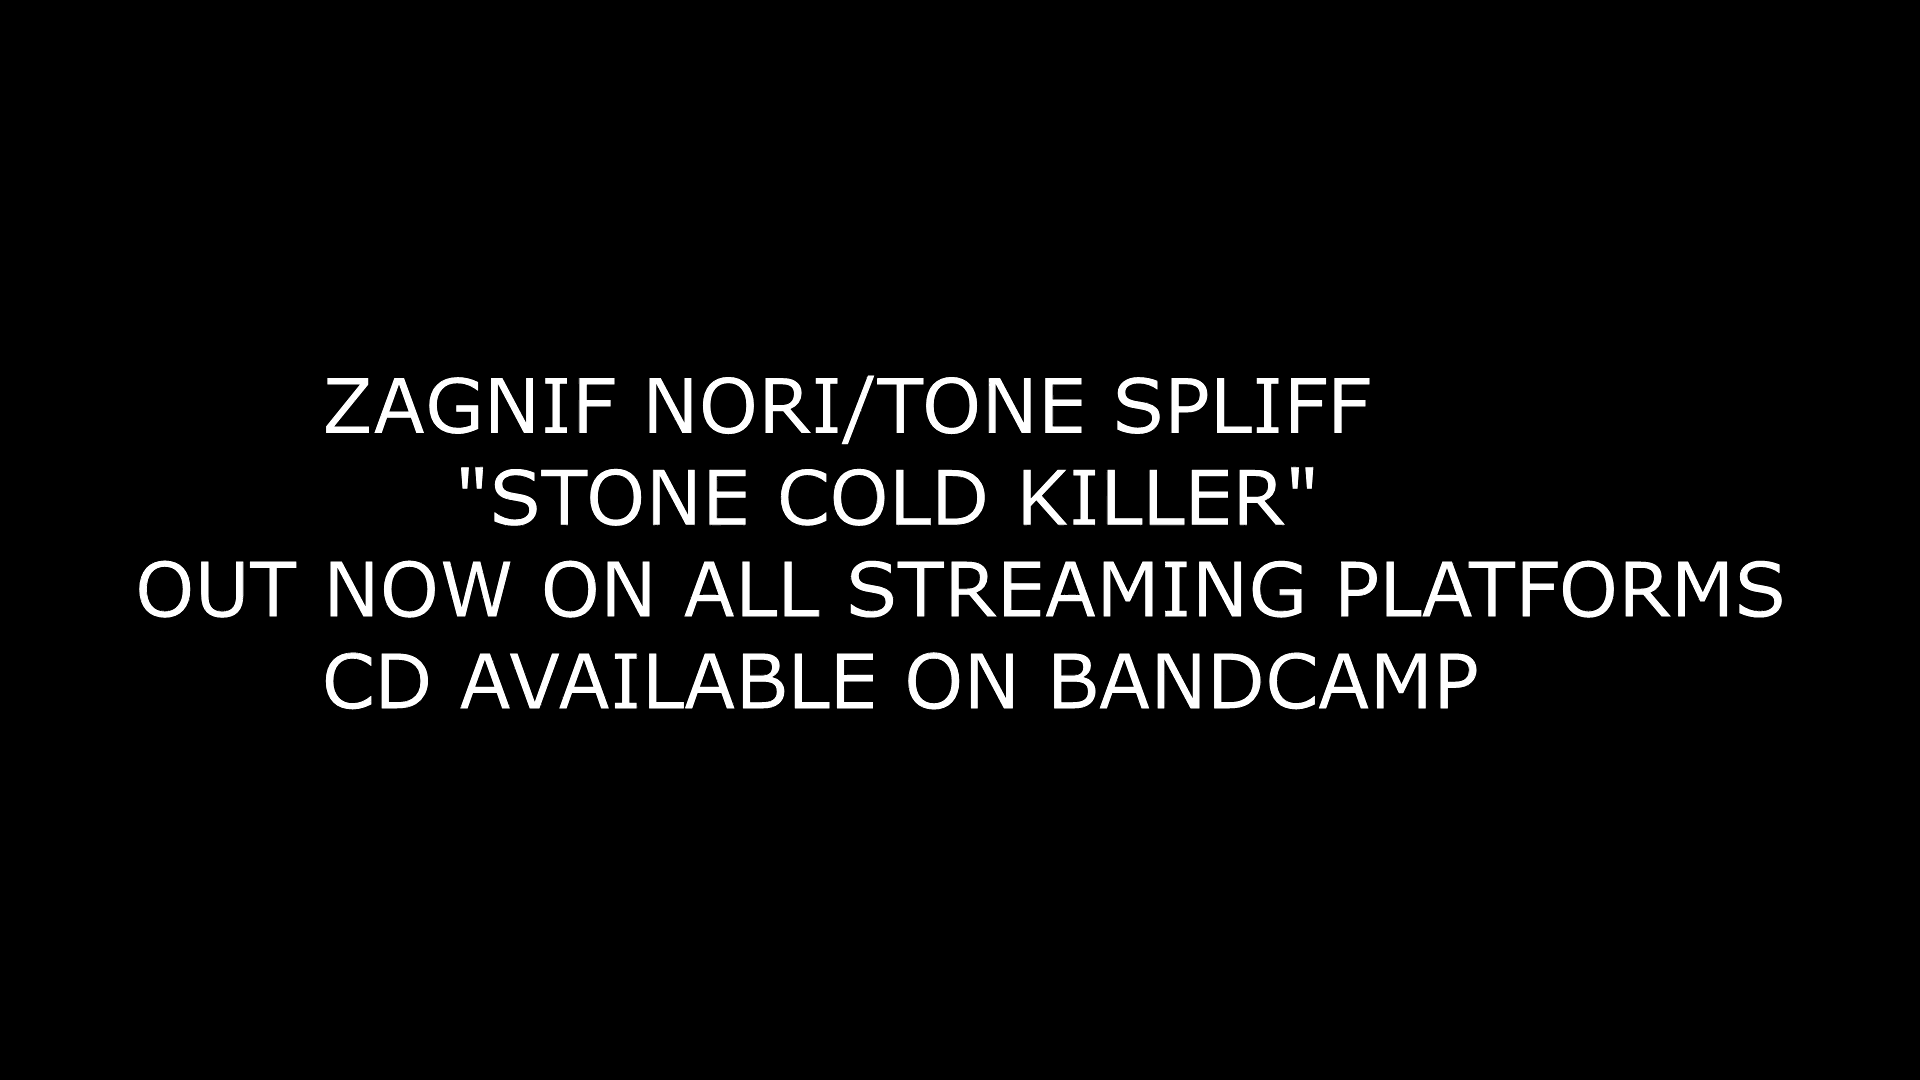 ZAGNIF NORI/TONE SPLIFF
"STONE COLD KILLER"
OUT NOW ON ALL STREAMING PLATFORMS
CD AVAILABLE ON BANDCAMP